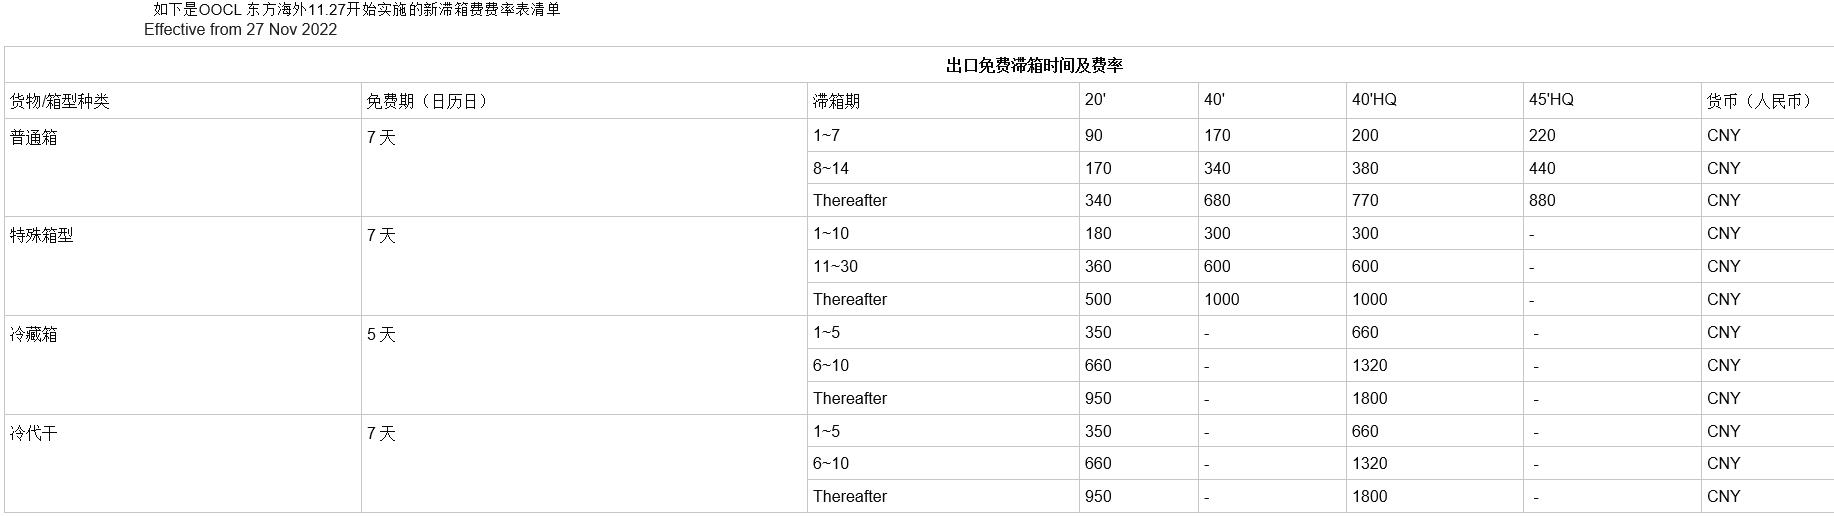 如下是OOCL 东方海外11.27开始实施的新滞箱费费率表清单
Effective from 27 Nov 2022
出口免费滞箱时间及费率
货物/箱型种类 免费期（日历日） 滞箱期 20' 40' 40'HQ 45'HQ 货币（人民币）
普通箱 7 天 1~7 90 170 200 220 CNY
8~14 170 340 380 440 CNY
Thereafter 340 680 770 880 CNY
特殊箱型 7 天 1~10 180 300 300 - CNY
11~30 360 600 600 - CNY
Thereafter 500 1000 1000 - CNY
冷藏箱 5 天 1~5 350 - 660 - CNY
6~10 660 - 1320 - CNY
Thereafter 950 - 1800 - CNY
冷代干 7 天 1~5 350 - 660 - CNY
6~10 660 - 1320 - CNY
Thereafter 950 - 1800 - CNY